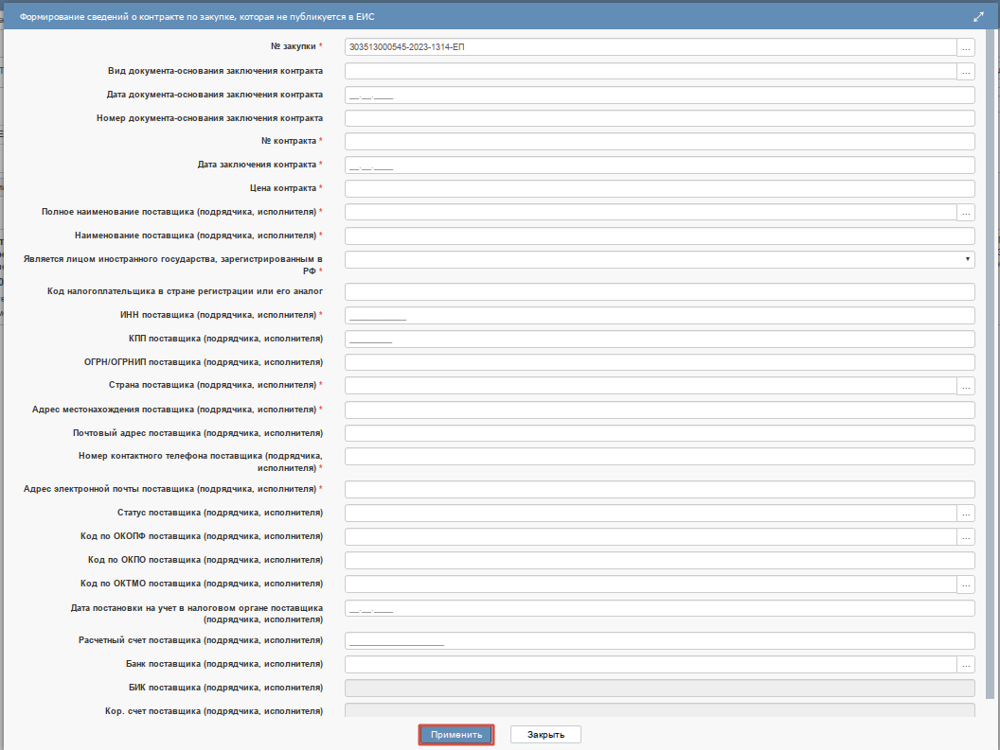 Формирование сведений о контракте по закупке, которая не публикуется в ЕИС
№ закупки *
303513000545-2023-1314-ЕП
...
Вид документа-основания заключения контракта
...
Дата документа-основания заключения контракта
__.__.____
Номер документа-основания заключения контракта
№ контракта *
Дата заключения контракта *
__.__.____
Цена контракта *
Полное наименование поставщика (подрядчика, исполнителя) *
...
Наименование поставщика (подрядчика, исполнителя) *
Является лицом иностранного государства, зарегистрированным в
РФ *
Код налогоплательщика в стране регистрации или его аналог
ИНН поставщика (подрядчика, исполнителя) *
____________
КПП поставщика (подрядчика, исполнителя)
_________
ОГРН/ОГРНИП поставщика (подрядчика, исполнителя)
Страна поставщика (подрядчика, исполнителя) *
...
Адрес местонахождения поставщика (подрядчика, исполнителя) *
Почтовый адрес поставщика (подрядчика, исполнителя)
Номер контактного телефона поставщика (подрядчика,
исполнителя) *
Адрес электронной почты поставщика (подрядчика, исполнителя) *
Статус поставщика (подрядчика, исполнителя)
...
Код по ОКОПФ поставщика (подрядчика, исполнителя)
...
Код по ОКПО поставщика (подрядчика, исполнителя)
Код по ОКТМО поставщика (подрядчика, исполнителя)
...
Дата постановки на учет в налоговом органе поставщика
(подрядчика, исполнителя)
__.__.____
Расчетный счет поставщика (подрядчика, исполнителя)
____________________
Банк поставщика (подрядчика, исполнителя)
...
БИК поставщика (подрядчика, исполнителя)
Кор. счет поставщика (подрядчика, исполнителя)
Применить
Закрыть